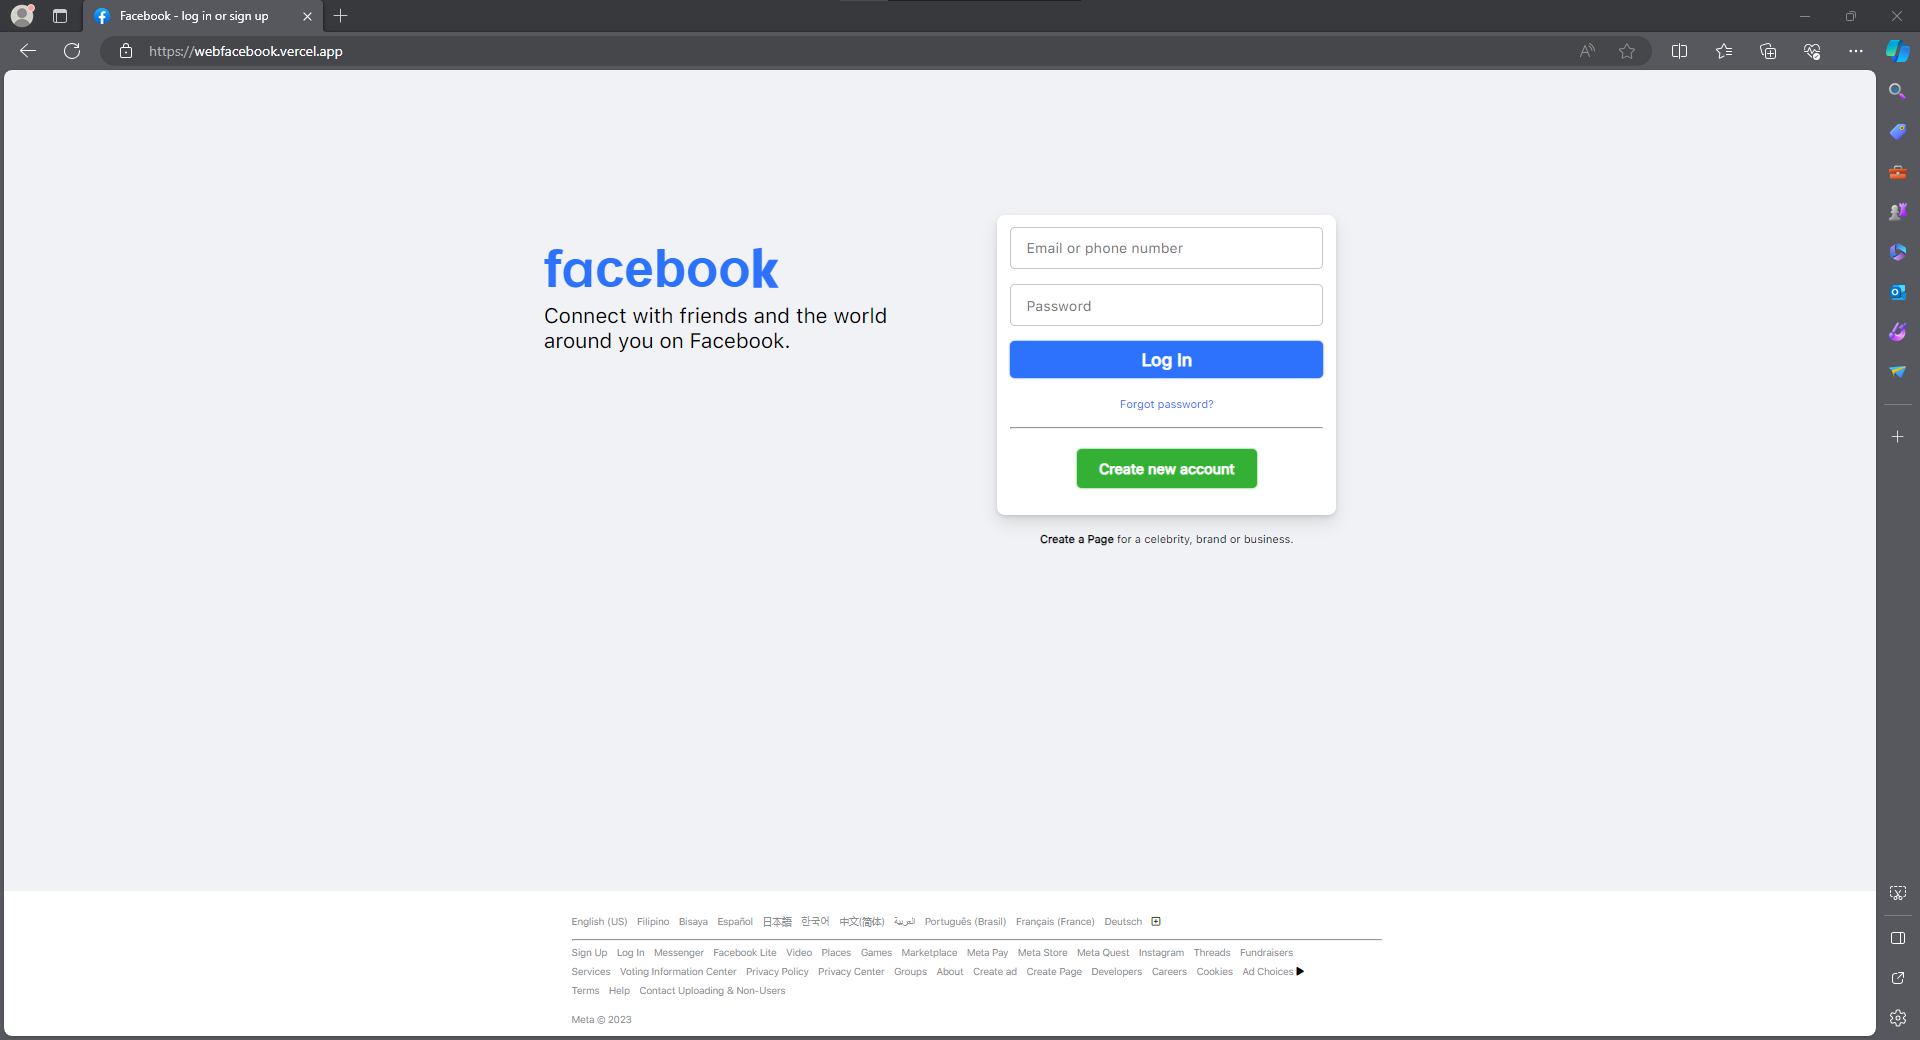 Facebook - log in or sign up
https://webfacebook.vercel.app
facebook
Connect with friends and the world
around you on Facebook.
Email or phone number
Password
Log In
Forgot password?
Create new account
Create a Page for a celebrity, brand or business.
English (US) Filipino Bisaya Español 日本語 한국어 中文(简体) العربية Português (Brasil) Français (France) Deutsch
Sign Up Log In Messenger Facebook Lite Video Places Games Marketplace Meta Pay Meta Store Meta Quest Instagram Threads Fundraisers
Services Voting Information Center Privacy Policy Privacy Center Groups About Create ad Create Page Developers Careers Cookies Ad Choices
Terms Help Contact Uploading & Non-Users
Meta © 2023